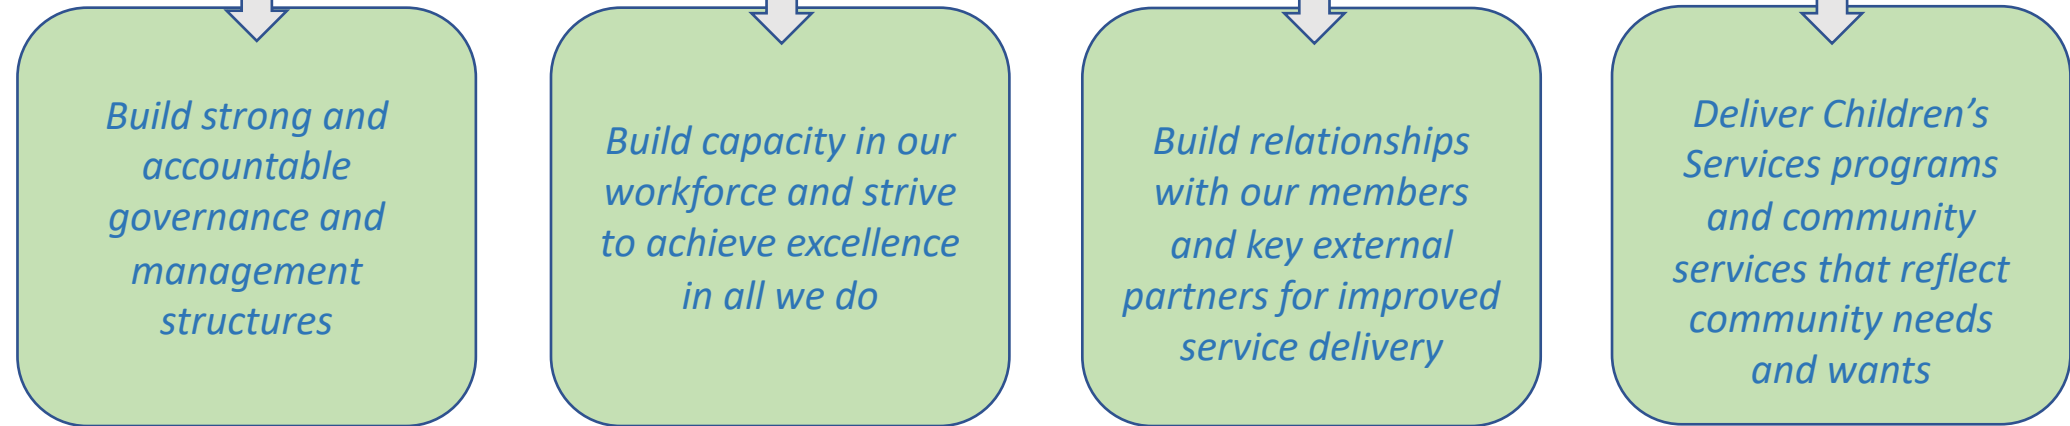 Build strong and
accountable
governance and
management
structures
Build capacity in our
workforce and strive
to achieve excellence
in all we do
Build relationships
with our members
and key external
partners for improved
service delivery
Deliver Children’s
Services programs
and community
services that reflect
community needs
and wants